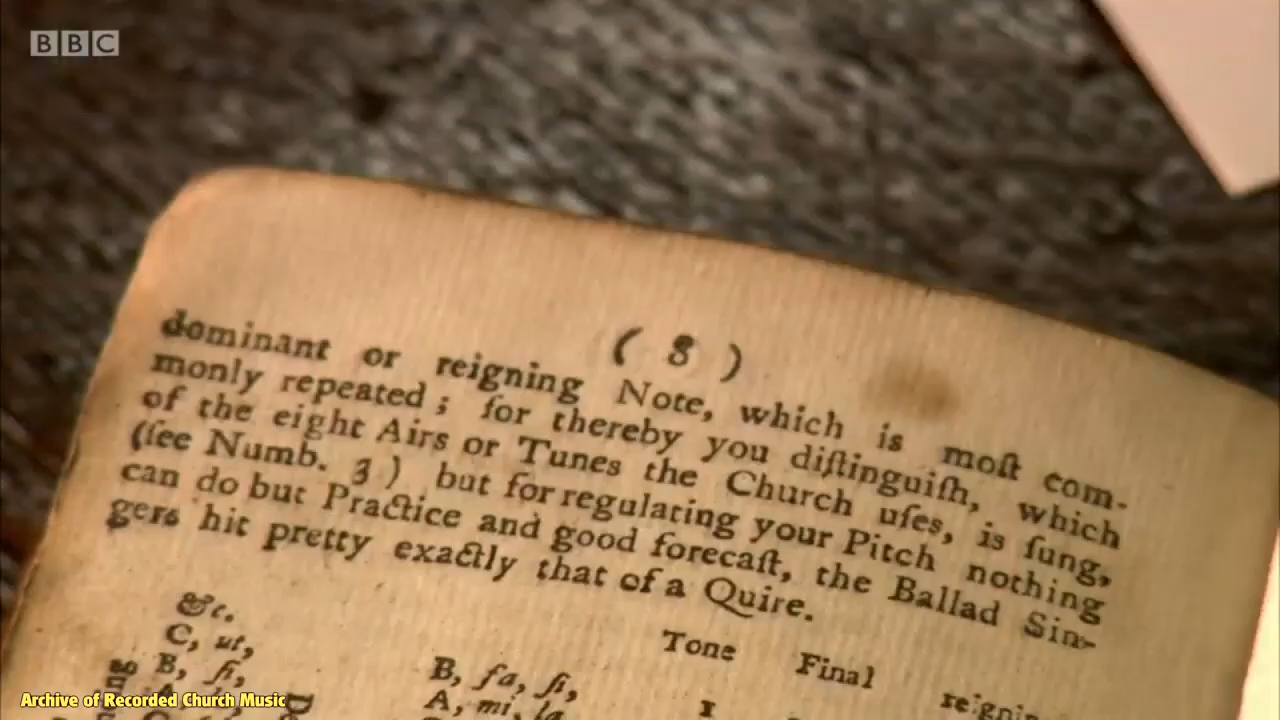 BBC
( 8 )
dominant or reigning Note, which is moſt com-
monly repeated ; for thereby you diſtinguiſh, which
of the eight Airs or Tunes the Church uſes, is ſung,
(ſee Numb. 3 ) but for regulating your Pitch nothing
can do but Practice and good forecaſt, the Ballad Sin-
gers hit pretty exactly that of a Quire.
&c.
Tone Final
C, ut,
B, ſi,
B, fa, ſi,
A, mi, la
1
Archive of Recorded Church Music